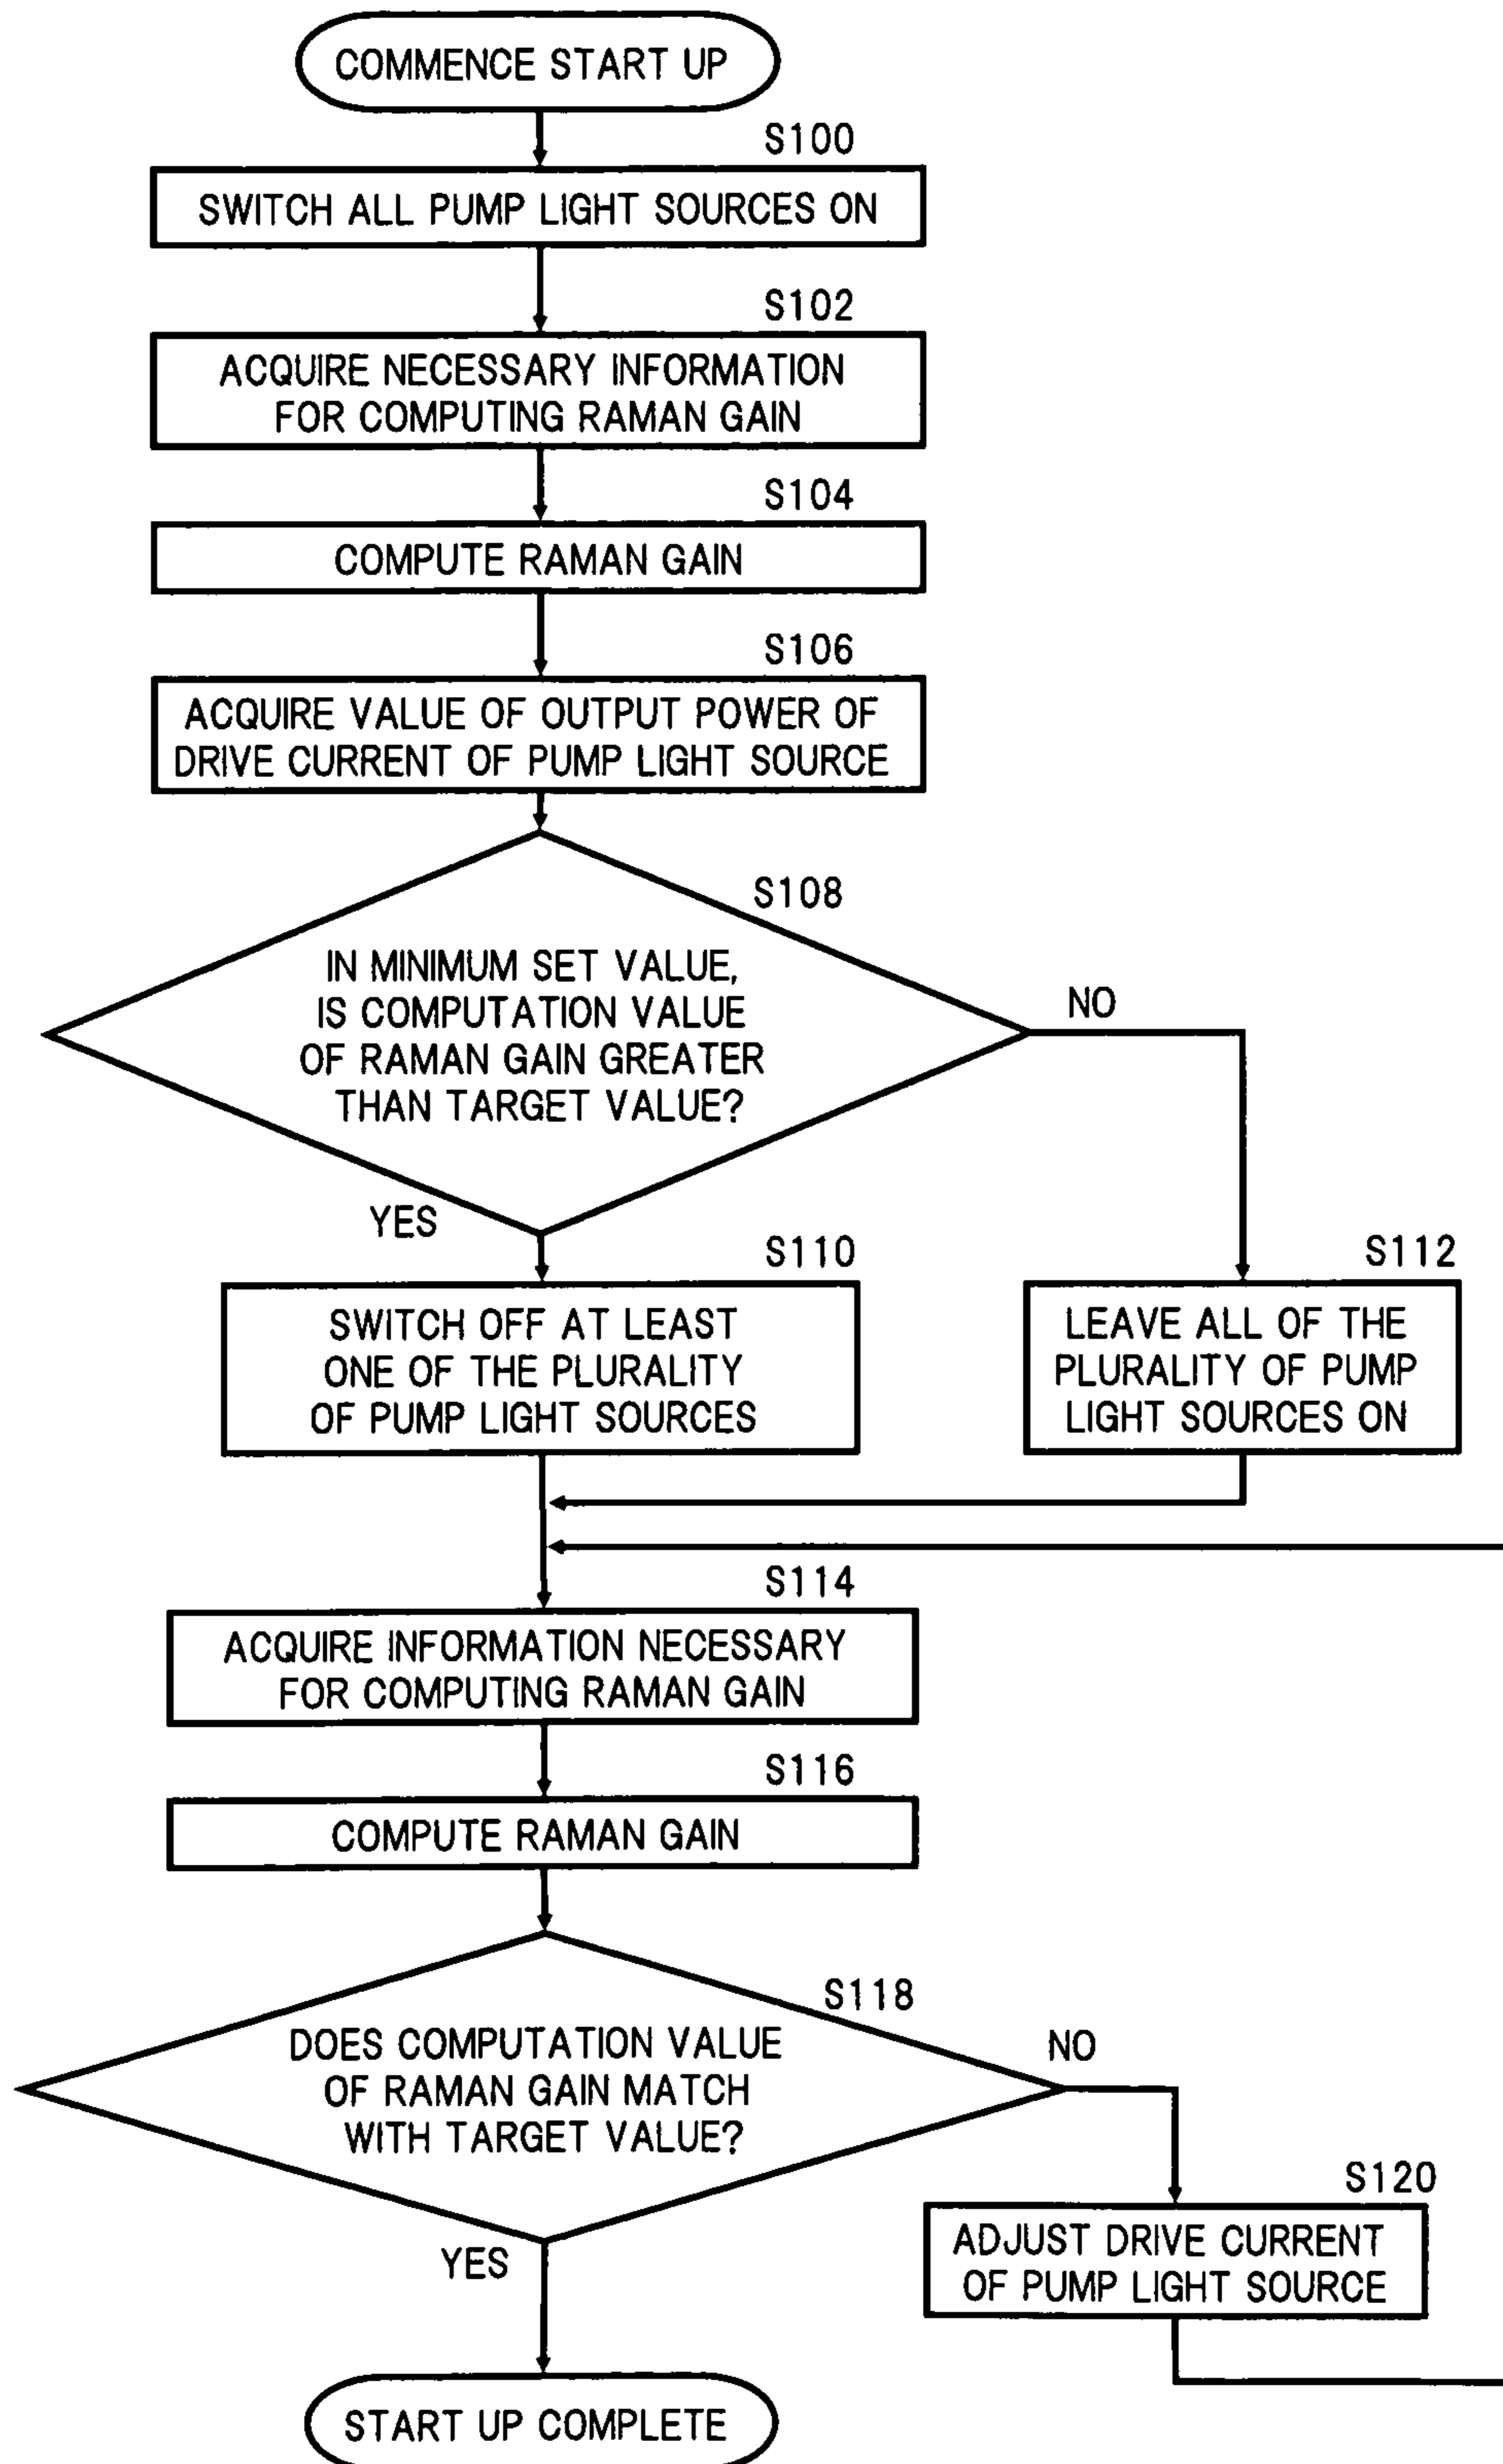 COMMENCE START UP
S100
SWITCH ALL PUMP LIGHT SOURCES ON
S102
ACQUIRE NECESSARY INFORMATION
FOR COMPUTING RAMAN GAIN
S104
COMPUTE RAMAN GAIN
S106
ACQUIRE VALUE OF OUTPUT POWER OF
DRIVE CURRENT OF PUMP LIGHT SOURCE
S108
IN MINIMUM SET VALUE,
IS COMPUTATION VALUE
OF RAMAN GAIN GREATER
THAN TARGET VALUE?
NO
YES
S110
SWITCH OFF AT LEAST
ONE OF THE PLURALITY
OF PUMP LIGHT SOURCES
S112
LEAVE ALL OF THE
PLURALITY OF PUMP
LIGHT SOURCES ON
S114
ACQUIRE INFORMATION NECESSARY
FOR COMPUTING RAMAN GAIN
S116
COMPUTE RAMAN GAIN
S118
DOES COMPUTATION VALUE
OF RAMAN GAIN MATCH
WITH TARGET VALUE?
NO
YES
S120
ADJUST DRIVE CURRENT
OF PUMP LIGHT SOURCE
START UP COMPLETE